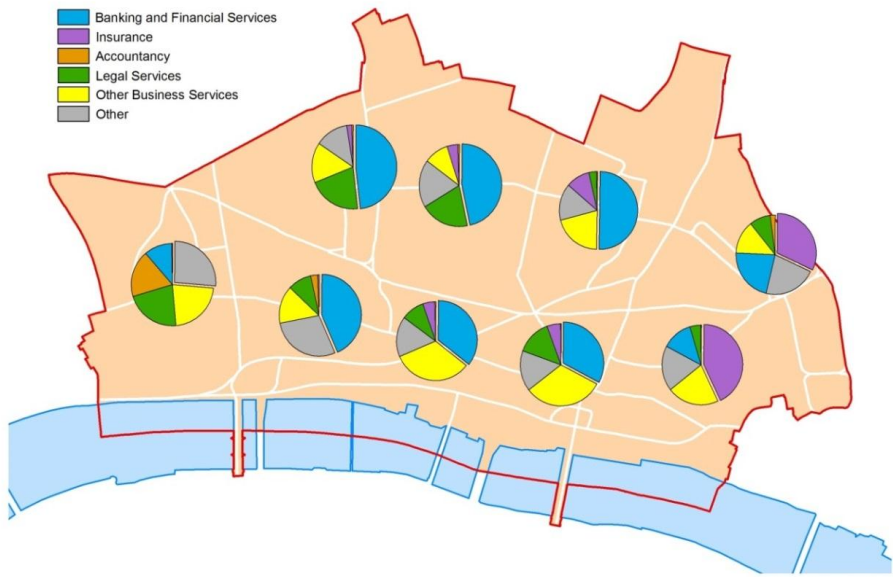 Banking and Financial Services
Insurance
Accountancy
Legal Services
Other Business Services
Other